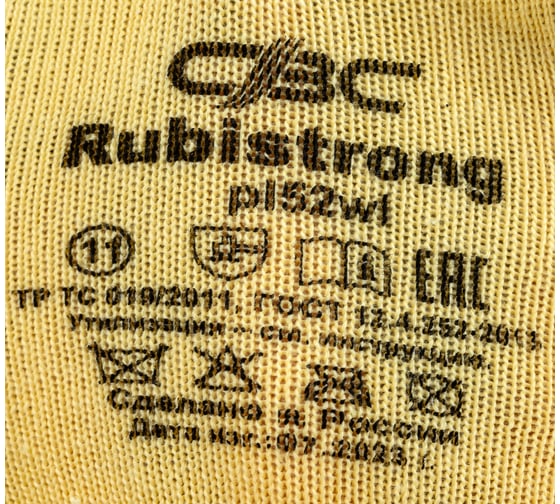 СВС
Rubistrong
pl52wl
11
ЕАС
ТР ТС 019/2011, ГОСТ 12.4.252-2013
Утилизация - см. инструкцию
Сделано в России
Дата изг.: 07 .2023 г.